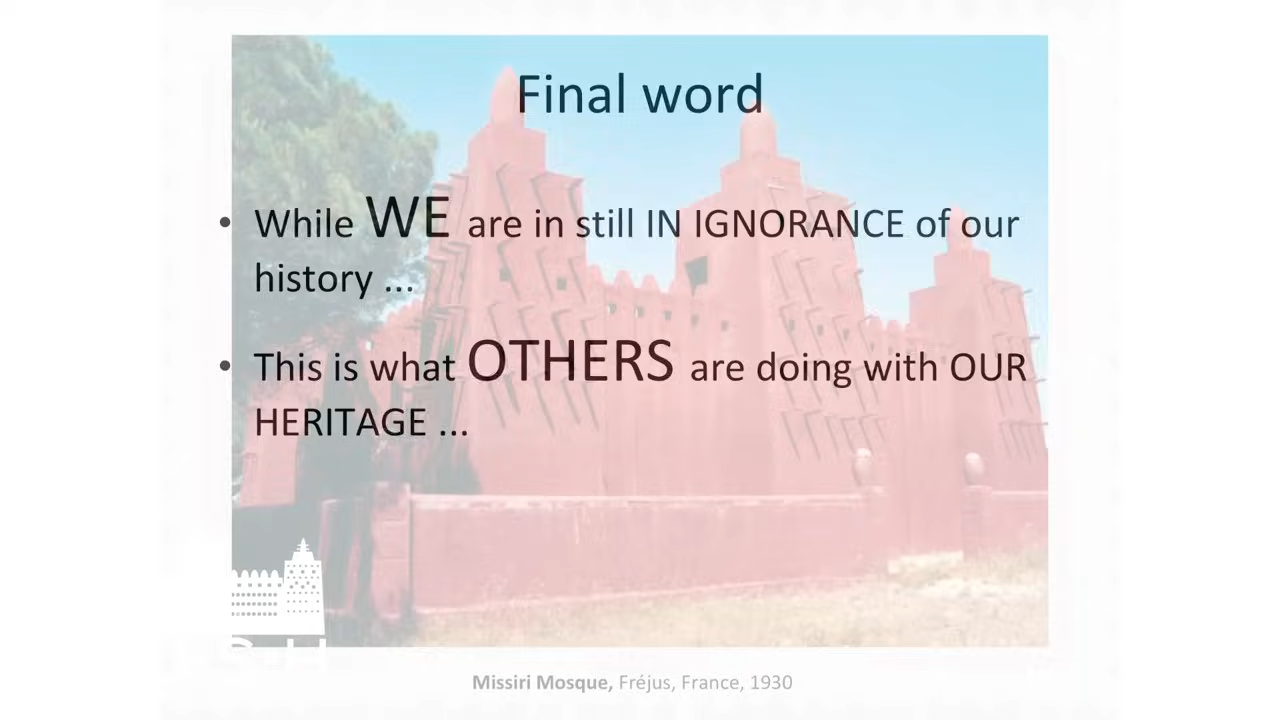 Final word
• While WE are in still IN IGNORANCE of our
history ...
• This is what OTHERS are doing with OUR
HERITAGE ...
Missiri Mosque, Fréjus, France, 1930